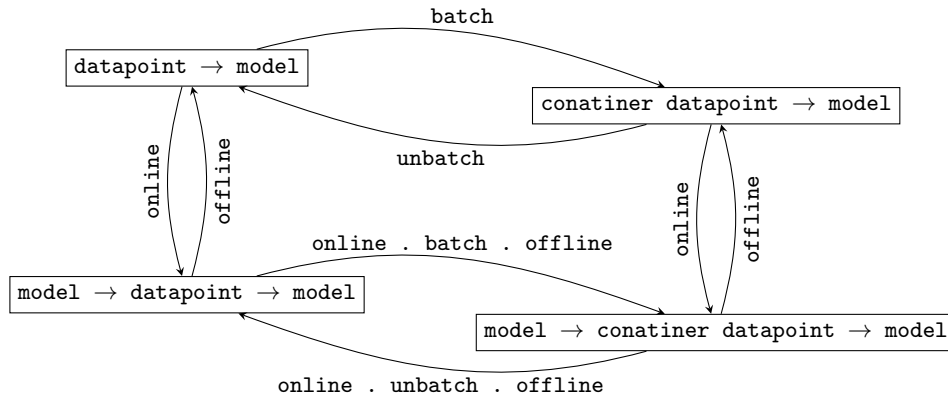 batch
datapoint → model
conatiner datapoint → model
unbatch
online
offline
online
offline
online . batch . offline
model → datapoint → model
model → conatiner datapoint → model
online . unbatch . offline